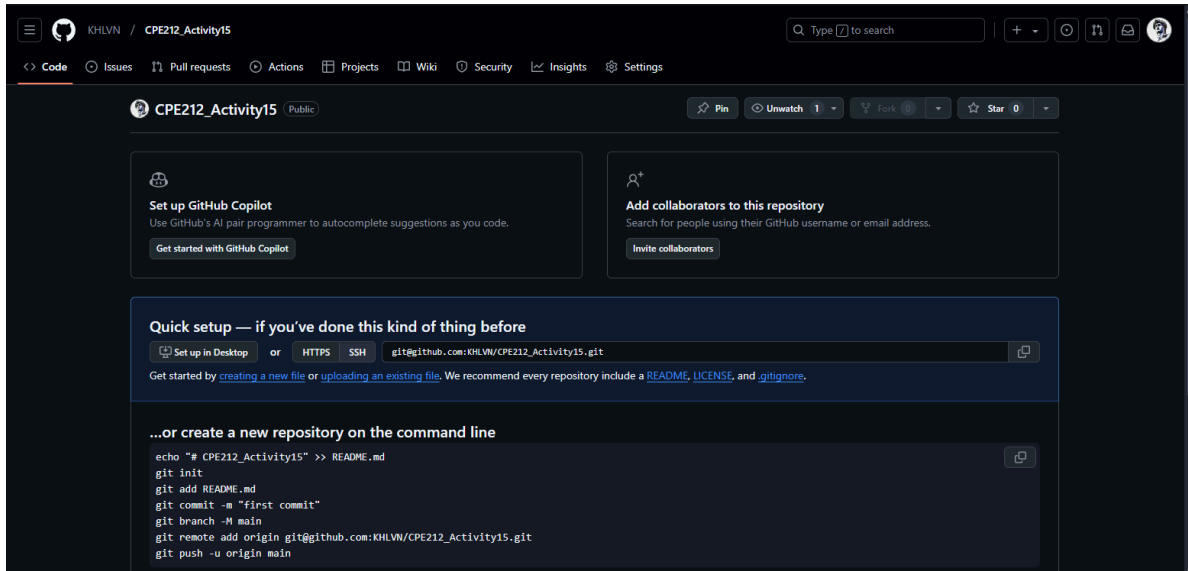 KHLVN / CPE212_Activity15
Type / to search
Code Issues Pull requests Actions Projects Wiki Security Insights Settings
CPE212_Activity15 Public
Pin Unwatch 1 Fork 0 Star 0
Set up GitHub Copilot
Use GitHub's AI pair programmer to autocomplete suggestions as you code.
Get started with GitHub Copilot
Add collaborators to this repository
Search for people using their GitHub username or email address.
Invite collaborators
Quick setup — if you've done this kind of thing before
Set up in Desktop or HTTPS SSH git@github.com:KHLVN/CPE212_Activity15.git
Get started by creating a new file or uploading an existing file. We recommend every repository include a README, LICENSE, and .gitignore.
...or create a new repository on the command line
echo "# CPE212_Activity15" >> README.md
git init
git add README.md
git commit -m "first commit"
git branch -M main
git remote add origin git@github.com:KHLVN/CPE212_Activity15.git
git push -u origin main